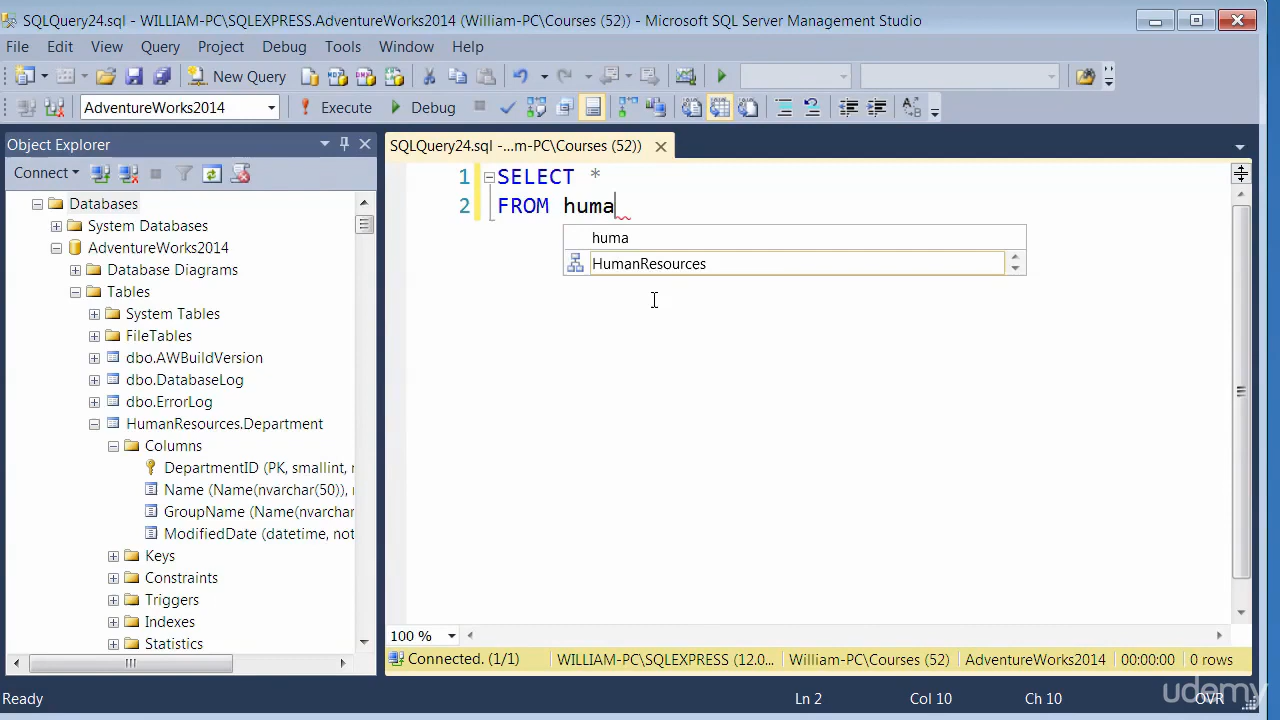 SQLQuery24.sql - WILLIAM-PC\SQLEXPRESS.AdventureWorks2014 (William-PC\Courses (52)) - Microsoft SQL Server Management Studio
File Edit View Query Project Debug Tools Window Help
New Query
AdventureWorks2014 Execute Debug
Object Explorer
Connect
Databases
System Databases
AdventureWorks2014
Database Diagrams
Tables
System Tables
FileTables
dbo.AWBuildVersion
dbo.DatabaseLog
dbo.ErrorLog
HumanResources.Department
Columns
DepartmentID (PK, smallint, r
Name (Name(nvarchar(50)), r
GroupName (Name(nvarchar
ModifiedDate (datetime, not
Keys
Constraints
Triggers
Indexes
Statistics
SQLQuery24.sql -...m-PC\Courses (52))
1 SELECT *
2 FROM huma
huma
HumanResources
100 %
Connected. (1/1) WILLIAM-PC\SQLEXPRESS (12.0... William-PC\Courses (52) AdventureWorks2014 00:00:00 0 rows
Ready Ln 2 Col 10 Ch 10 OVR
udemy